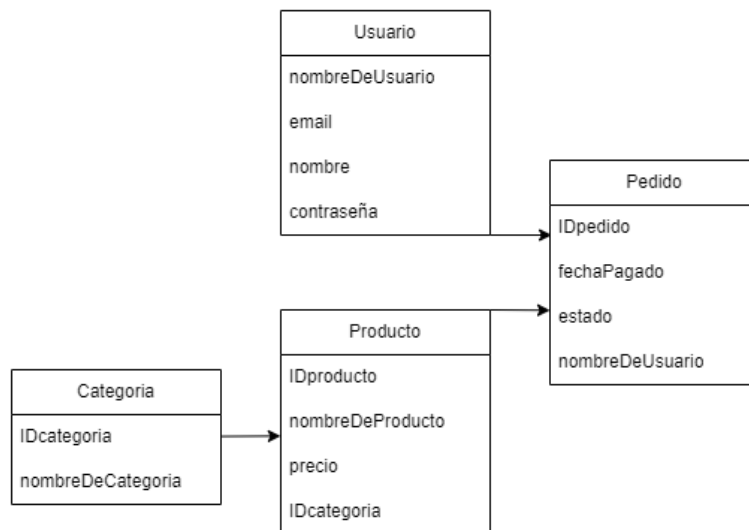 Usuario
nombreDeUsuario
email
nombre
contraseña
Pedido
IDpedido
fechaPagado
estado
nombreDeUsuario
Producto
IDproducto
nombreDeProducto
precio
IDcategoria
Categoria
IDcategoria
nombreDeCategoria